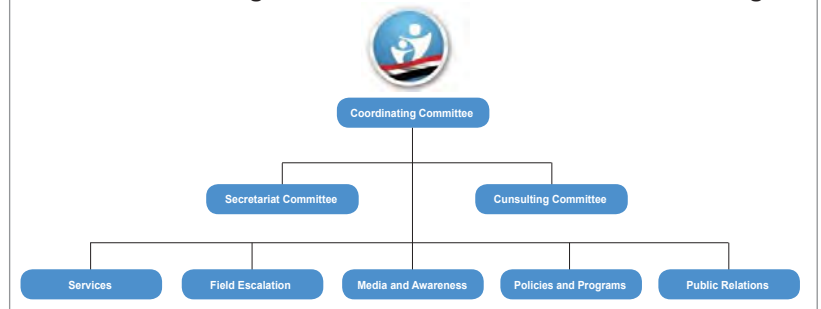 Coordinating Committee
Secretariat Committee
Cunsulting Committee
Services
Field Escalation
Media and Awareness
Policies and Programs
Public Relations